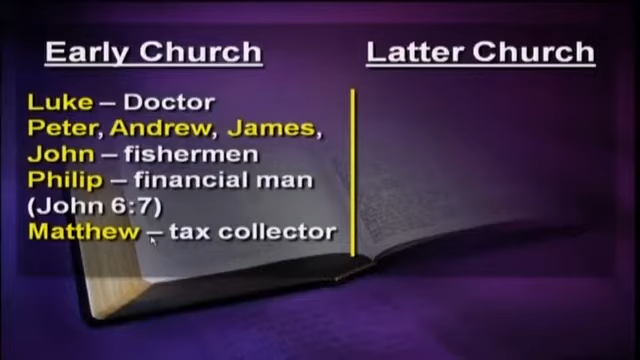 Early Church
Latter Church
Luke – Doctor
Peter, Andrew, James,
John – fishermen
Philip – financial man
(John 6:7)
Matthew – tax collector